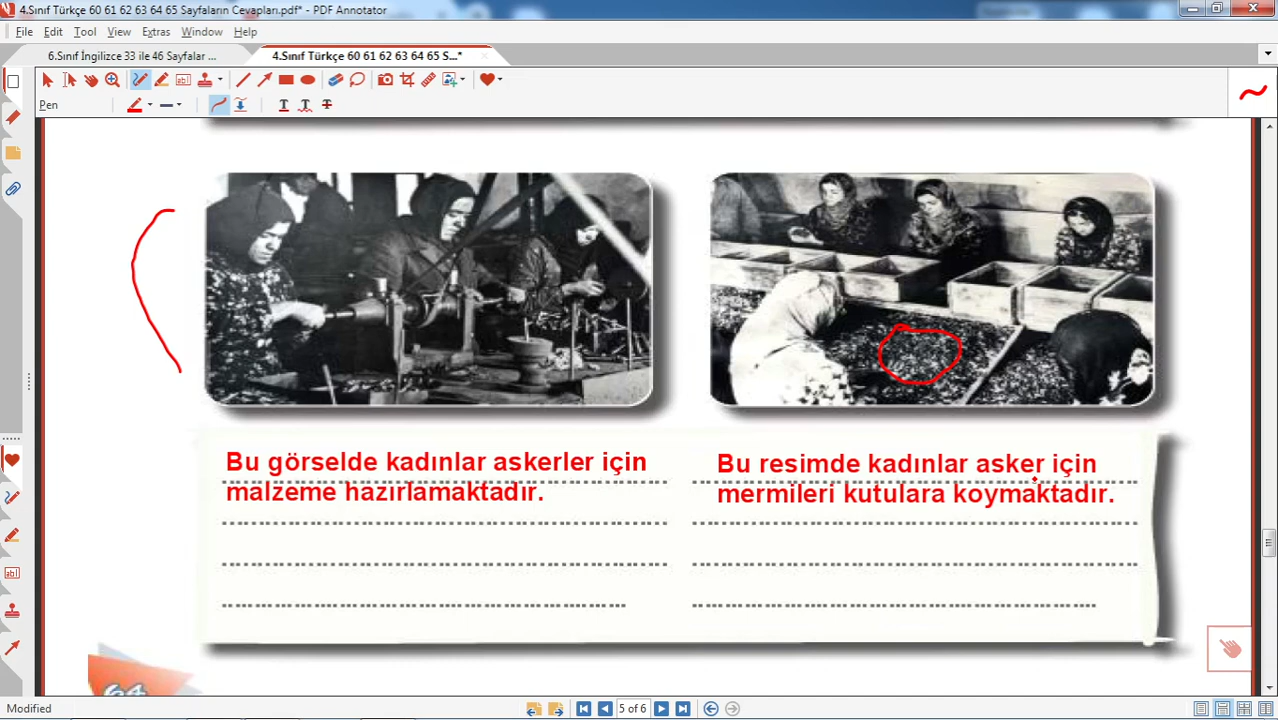 4.Sınıf Türkçe 60 61 62 63 64 65 Sayfaların Cevapları.pdf* - PDF Annotator
File Edit Tool View Extras Window Help
6.Sınıf İngilizce 33 ile 46 Sayfalar ...
4.Sınıf Türkçe 60 61 62 63 64 65 S...*
Pen
Bu görselde kadınlar askerler için
malzeme hazırlamaktadır.
Bu resimde kadınlar asker için
mermileri kutulara koymaktadır.
64
Modified
5 of 6